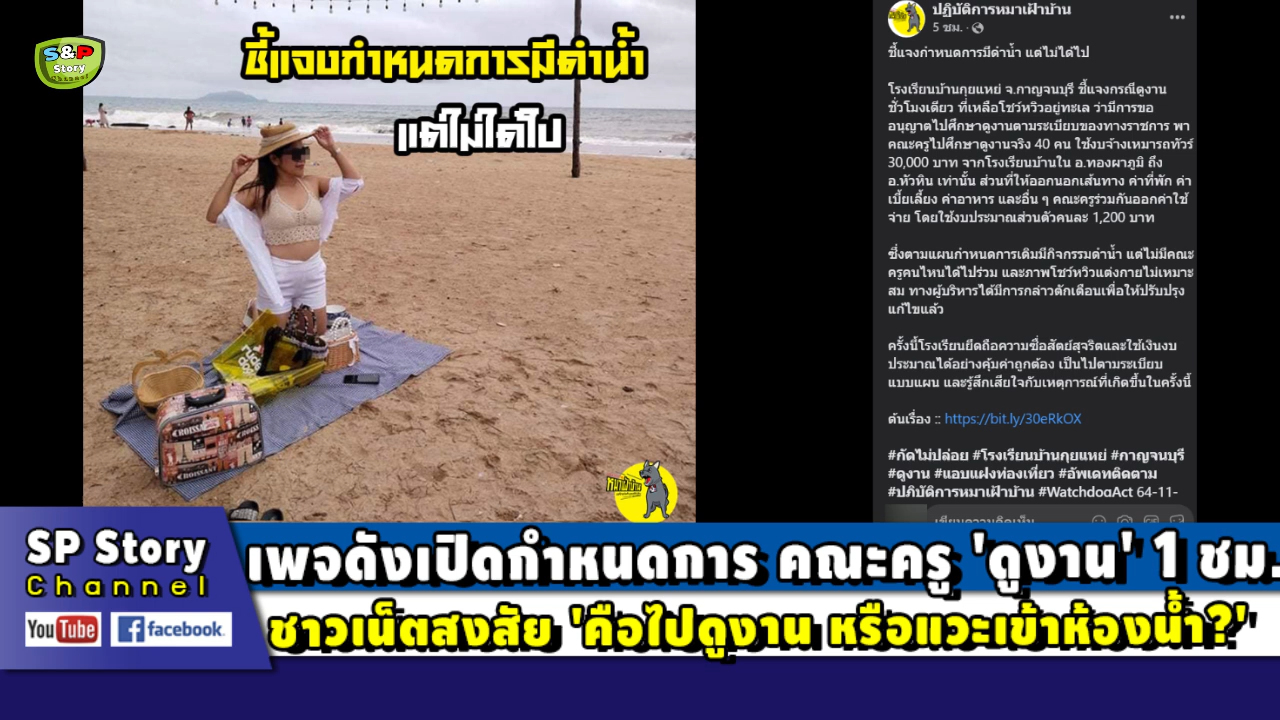 S&P
Story
Channel
ชี้แจงกำหนดการมีดำน้ำ
แต่ไม่ได้ไป
ปฏิบัติการหมาเฝ้าบ้าน
5 ชม. ·
ชี้แจงกำหนดการมีดำน้ำ แต่ไม่ได้ไป
โรงเรียนบ้านกุยแหย่ จ.กาญจนบุรี ชี้แจงกรณีดูงาน
ชั่วโมงเดียว ที่เหลือโชว์หวิวอยู่ทะเล ว่ามีการขอ
อนุญาตไปศึกษาดูงานตามระเบียบของทางราชการ พา
คณะครูไปศึกษาดูงานจริง 40 คน ใช้งบจ้างเหมารถทัวร์
30,000 บาท จากโรงเรียนบ้านใน อ.ทองผาภูมิ ถึง
อ.หัวหิน เท่านั้น ส่วนที่ให้ออกนอกเส้นทาง ค่าที่พัก ค่า
เบี้ยเลี้ยง ค่าอาหาร และอื่น ๆ คณะครูร่วมกันออกค่าใช้
จ่าย โดยใช้งบประมาณส่วนตัวคนละ 1,200 บาท
ซึ่งตามแผนกำหนดการเดิมมีกิจกรรมดำน้ำ แต่ไม่มีคณะ
ครูคนไหนได้ไปร่วม และภาพโชว์หวิวแต่งกายไม่เหมาะ
สม ทางผู้บริหารได้มีการกล่าวตักเตือนเพื่อให้ปรับปรุง
แก้ไขแล้ว
ครั้งนี้โรงเรียนยึดถือความซื่อสัตย์สุจริตและใช้เงินงบ
ประมาณได้อย่างคุ้มค่าถูกต้อง เป็นไปตามระเบียบ
แบบแผน และรู้สึกเสียใจกับเหตุการณ์ที่เกิดขึ้นในครั้งนี้
ต้นเรื่อง :: https://bit.ly/30eRkOX
#กัดไม่ปล่อย #โรงเรียนบ้านกุยแหย่ #กาญจนบุรี
#ดูงาน #แอบแฝงท่องเที่ยว #อัพเดทติดตาม
#ปฏิบัติการหมาเฝ้าบ้าน #WatchdogAct 64-11-
เขียนความคิดเห็น
CROISSANT
หมาเฝ้าบ้าน
SP Story
Channel
YouTube
facebook
เพจดังเปิดกำหนดการ คณะครู 'ดูงาน' 1 ชม.
ชาวเน็ตสงสัย 'คือไปดูงาน หรือแวะเข้าห้องน้ำ?'